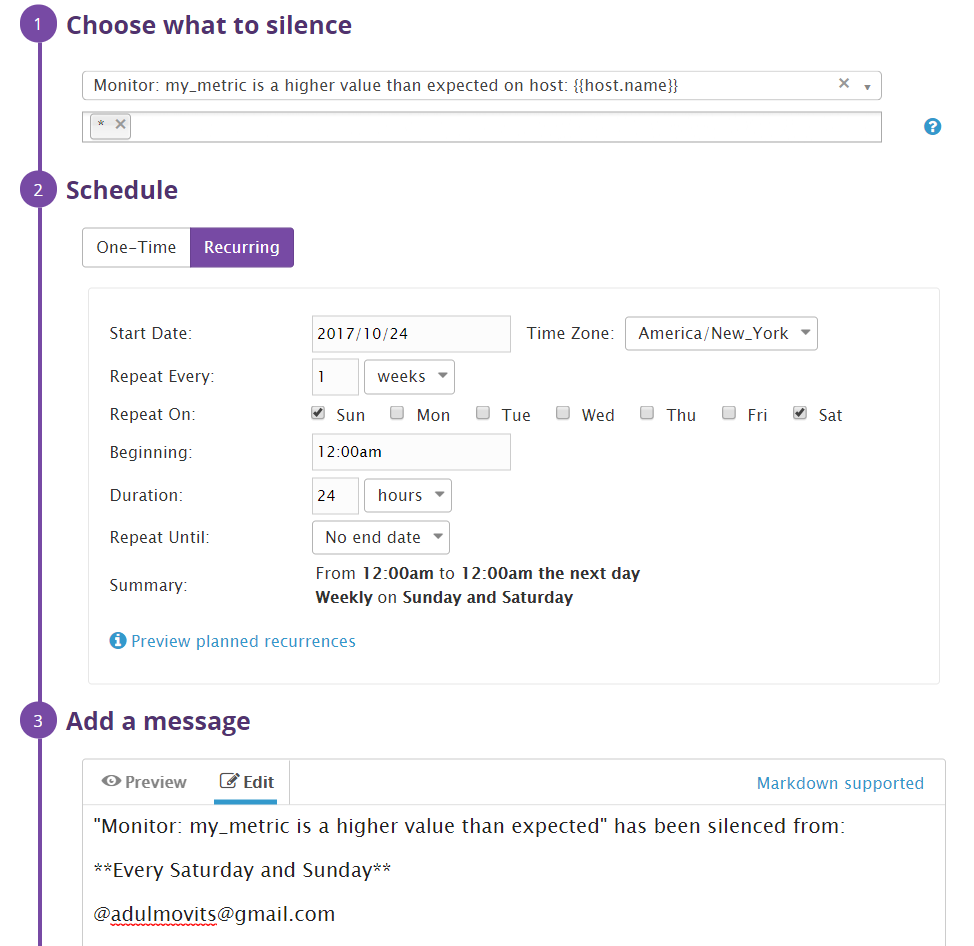 1 Choose what to silence
Monitor: my_metric is a higher value than expected on host: {{host.name}} ×
* ×
?
2 Schedule
One-Time Recurring
Start Date: 2017/10/24 Time Zone: America/New_York
Repeat Every: 1 weeks
Repeat On: Sun Mon Tue Wed Thu Fri Sat
Beginning: 12:00am
Duration: 24 hours
Repeat Until: No end date
Summary: From 12:00am to 12:00am the next day
Weekly on Sunday and Saturday
Preview planned recurrences
3 Add a message
Preview Edit Markdown supported
"Monitor: my_metric is a higher value than expected" has been silenced from:
**Every Saturday and Sunday**
@adulmovits@gmail.com